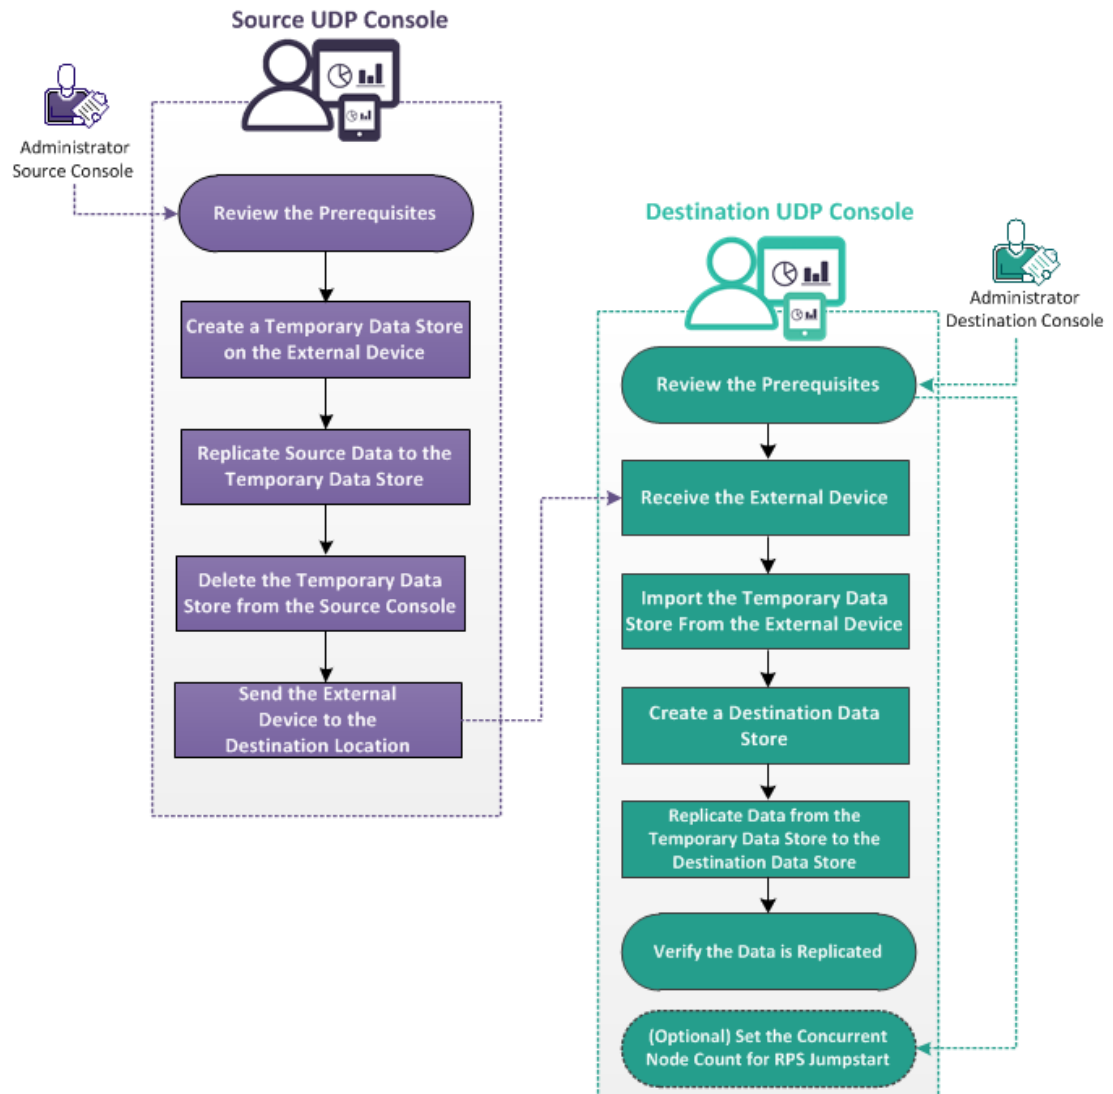 Source UDP Console
Administrator
Source Console
Review the Prerequisites
Create a Temporary Data Store
on the External Device
Replicate Source Data to the
Temporary Data Store
Delete the Temporary Data
Store from the Source Console
Send the External
Device to the
Destination Location
Destination UDP Console
Administrator
Destination Console
Review the Prerequisites
Receive the External Device
Import the Temporary Data
Store From the External Device
Create a Destination Data
Store
Replicate Data from the
Temporary Data Store to the
Destination Data Store
Verify the Data is Replicated
(Optional) Set the Concurrent
Node Count for RPS Jumpstart